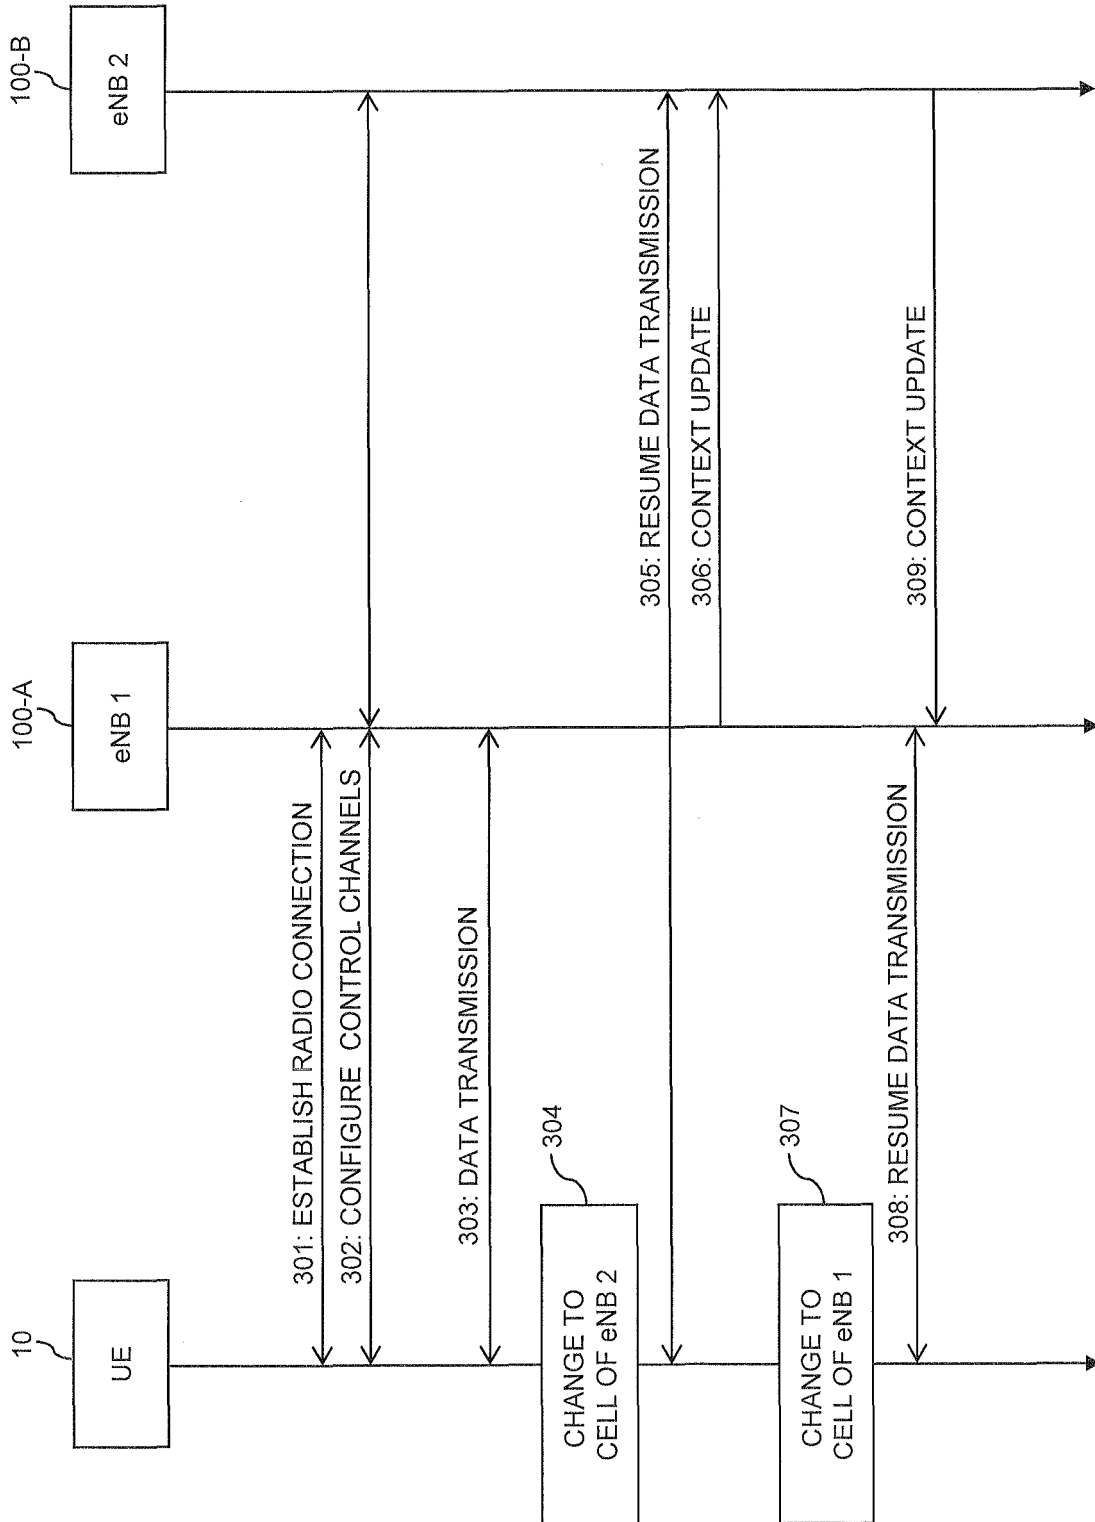 10
UE
100-A
eNB 1
100-B
eNB 2
301: ESTABLISH RADIO CONNECTION
302: CONFIGURE CONTROL CHANNELS
303: DATA TRANSMISSION
304
CHANGE TO
CELL OF eNB 2
305: RESUME DATA TRANSMISSION
306: CONTEXT UPDATE
307
CHANGE TO
CELL OF eNB 1
308: RESUME DATA TRANSMISSION
309: CONTEXT UPDATE